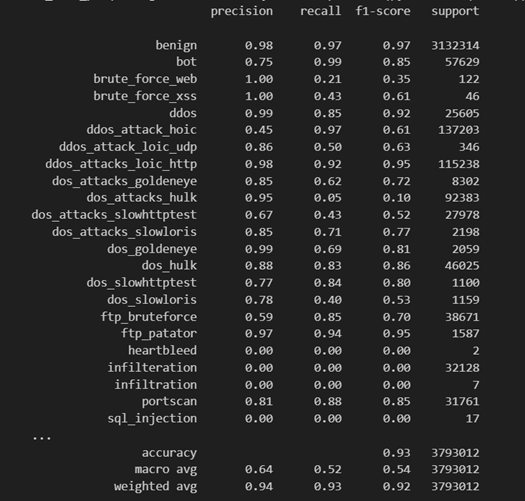 precision recall f1-score support
benign 0.98 0.97 0.97 3132314
bot 0.75 0.99 0.85 57629
brute_force_web 1.00 0.21 0.35 122
brute_force_xss 1.00 0.43 0.61 46
ddos 0.99 0.85 0.92 25605
ddos_attack_hoic 0.45 0.97 0.61 137203
ddos_attack_loic_udp 0.86 0.50 0.63 346
ddos_attacks_loic_http 0.98 0.92 0.95 115238
dos_attacks_goldeneye 0.85 0.62 0.72 8302
dos_attacks_hulk 0.95 0.05 0.10 92383
dos_attacks_slowhttptest 0.67 0.43 0.52 27978
dos_attacks_slowloris 0.85 0.71 0.77 2198
dos_goldeneye 0.99 0.69 0.81 2059
dos_hulk 0.88 0.83 0.86 46025
dos_slowhttptest 0.77 0.84 0.80 1100
dos_slowloris 0.78 0.40 0.53 1159
ftp_bruteforce 0.59 0.85 0.70 38671
ftp_patator 0.97 0.94 0.95 1587
heartbleed 0.00 0.00 0.00 2
infilteration 0.00 0.00 0.00 32128
infiltration 0.00 0.00 0.00 7
portscan 0.81 0.88 0.85 31761
sql_injection 0.00 0.00 0.00 17
...
accuracy 0.93 3793012
macro avg 0.64 0.52 0.54 3793012
weighted avg 0.94 0.93 0.92 3793012